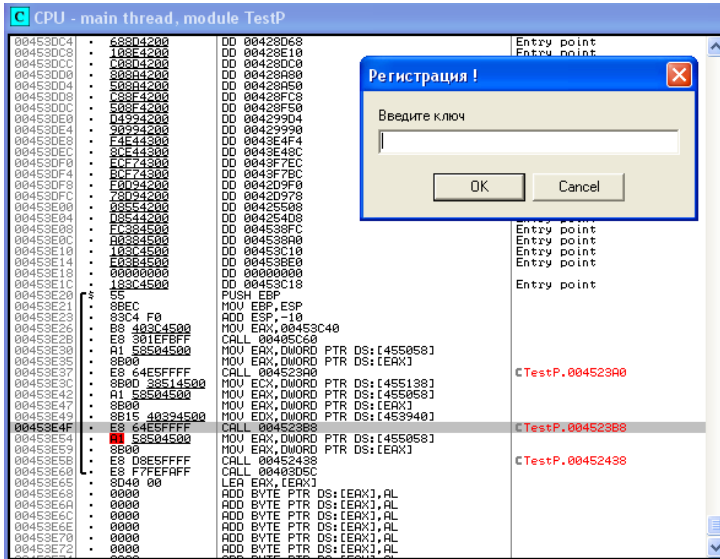 C CPU - main thread, module TestP
00453DC4 · 688D4200 DD 00428D68 Entry point
00453DC8 · 108E4200 DD 00428E10 Entry point
00453DCC · C08D4200 DD 00428DC0
00453DD0 · 808A4200 DD 00428A80
00453DD4 · 508A4200 DD 00428A50
00453DD8 · C88F4200 DD 00428FC8
00453DDC · 508F4200 DD 00428F50
00453DE0 · D4994200 DD 004299D4
00453DE4 · 90994200 DD 00429990
00453DE8 · F4E44300 DD 0043E4F4
00453DEC · 8CE44300 DD 0043E48C
00453DF0 · ECF74300 DD 0043F7EC
00453DF4 · BCF74300 DD 0043F7BC
00453DF8 · F0D94200 DD 0042D9F0
00453DFC · 78D94200 DD 0042D978
00453E00 · 08554200 DD 00425508
00453E04 · D8544200 DD 004254D8
00453E08 · FC384500 DD 004538FC Entry point
00453E0C · A0384500 DD 004538A0 Entry point
00453E10 · 103C4500 DD 00453C10 Entry point
00453E14 · E03B4500 DD 00453BE0 Entry point
00453E18 · 00000000 DD 00000000
00453E1C · 183C4500 DD 00453C18 Entry point
00453E20 $ 55 PUSH EBP
00453E21 · 8BEC MOV EBP,ESP
00453E23 · 83C4 F0 ADD ESP,-10
00453E26 · B8 403C4500 MOV EAX,00453C40
00453E2B · E8 301EFBFF CALL 00405C60
00453E30 · A1 58504500 MOV EAX,DWORD PTR DS:[455058]
00453E35 · 8B00 MOV EAX,DWORD PTR DS:[EAX]
00453E37 · E8 64E5FFFF CALL 004523A0 CTestP.004523A0
00453E3C · 8B0D 38514500 MOV ECX,DWORD PTR DS:[455138]
00453E42 · A1 58504500 MOV EAX,DWORD PTR DS:[455058]
00453E47 · 8B00 MOV EAX,DWORD PTR DS:[EAX]
00453E49 · 8B15 40394500 MOV EDX,DWORD PTR DS:[453940]
00453E4F · E8 64E5FFFF CALL 004523B8 CTestP.004523B8
00453E54 · A1 58504500 MOV EAX,DWORD PTR DS:[455058]
00453E59 · 8B00 MOV EAX,DWORD PTR DS:[EAX]
00453E5B · E8 D8E5FFFF CALL 00452438 CTestP.00452438
00453E60 · E8 F7FEFAFF CALL 00403D5C
00453E65 · 8D40 00 LEA EAX,[EAX]
00453E68 · 0000 ADD BYTE PTR DS:[EAX],AL
00453E6A · 0000 ADD BYTE PTR DS:[EAX],AL
00453E6C · 0000 ADD BYTE PTR DS:[EAX],AL
00453E6E · 0000 ADD BYTE PTR DS:[EAX],AL
00453E70 · 0000 ADD BYTE PTR DS:[EAX],AL
00453E72 · 0000 ADD BYTE PTR DS:[EAX],AL
Регистрация !
Введите ключ
OK Cancel